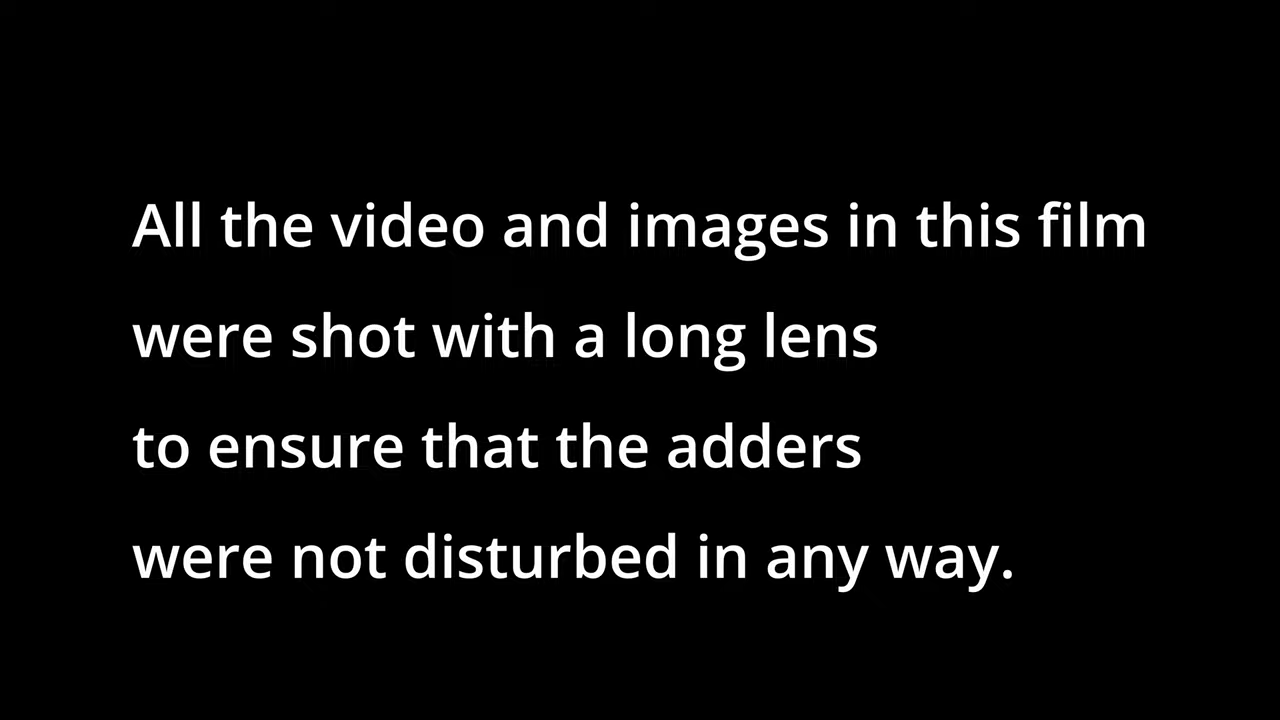 All the video and images in this film
were shot with a long lens
to ensure that the adders
were not disturbed in any way.